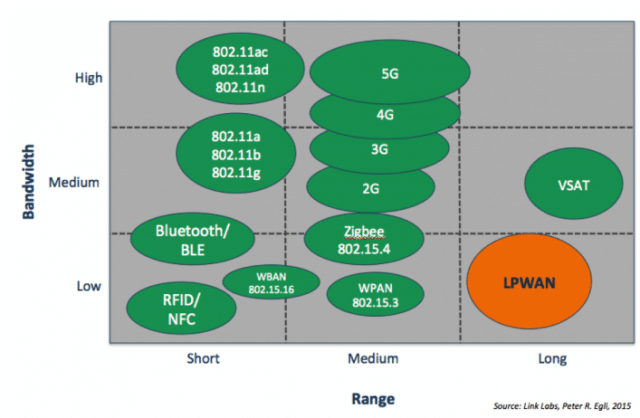 802.11ac
802.11ad
802.11n
5G
High
4G
802.11a
802.11b
802.11g
3G
Medium
2G
VSAT
Bandwidth
Bluetooth/
BLE
Zigbee
802.15.4
WBAN
802.15.16
WPAN
802.15.3
LPWAN
Low
RFID/
NFC
Short
Medium
Long
Range
Source: Link Labs, Peter R. Egli, 2015